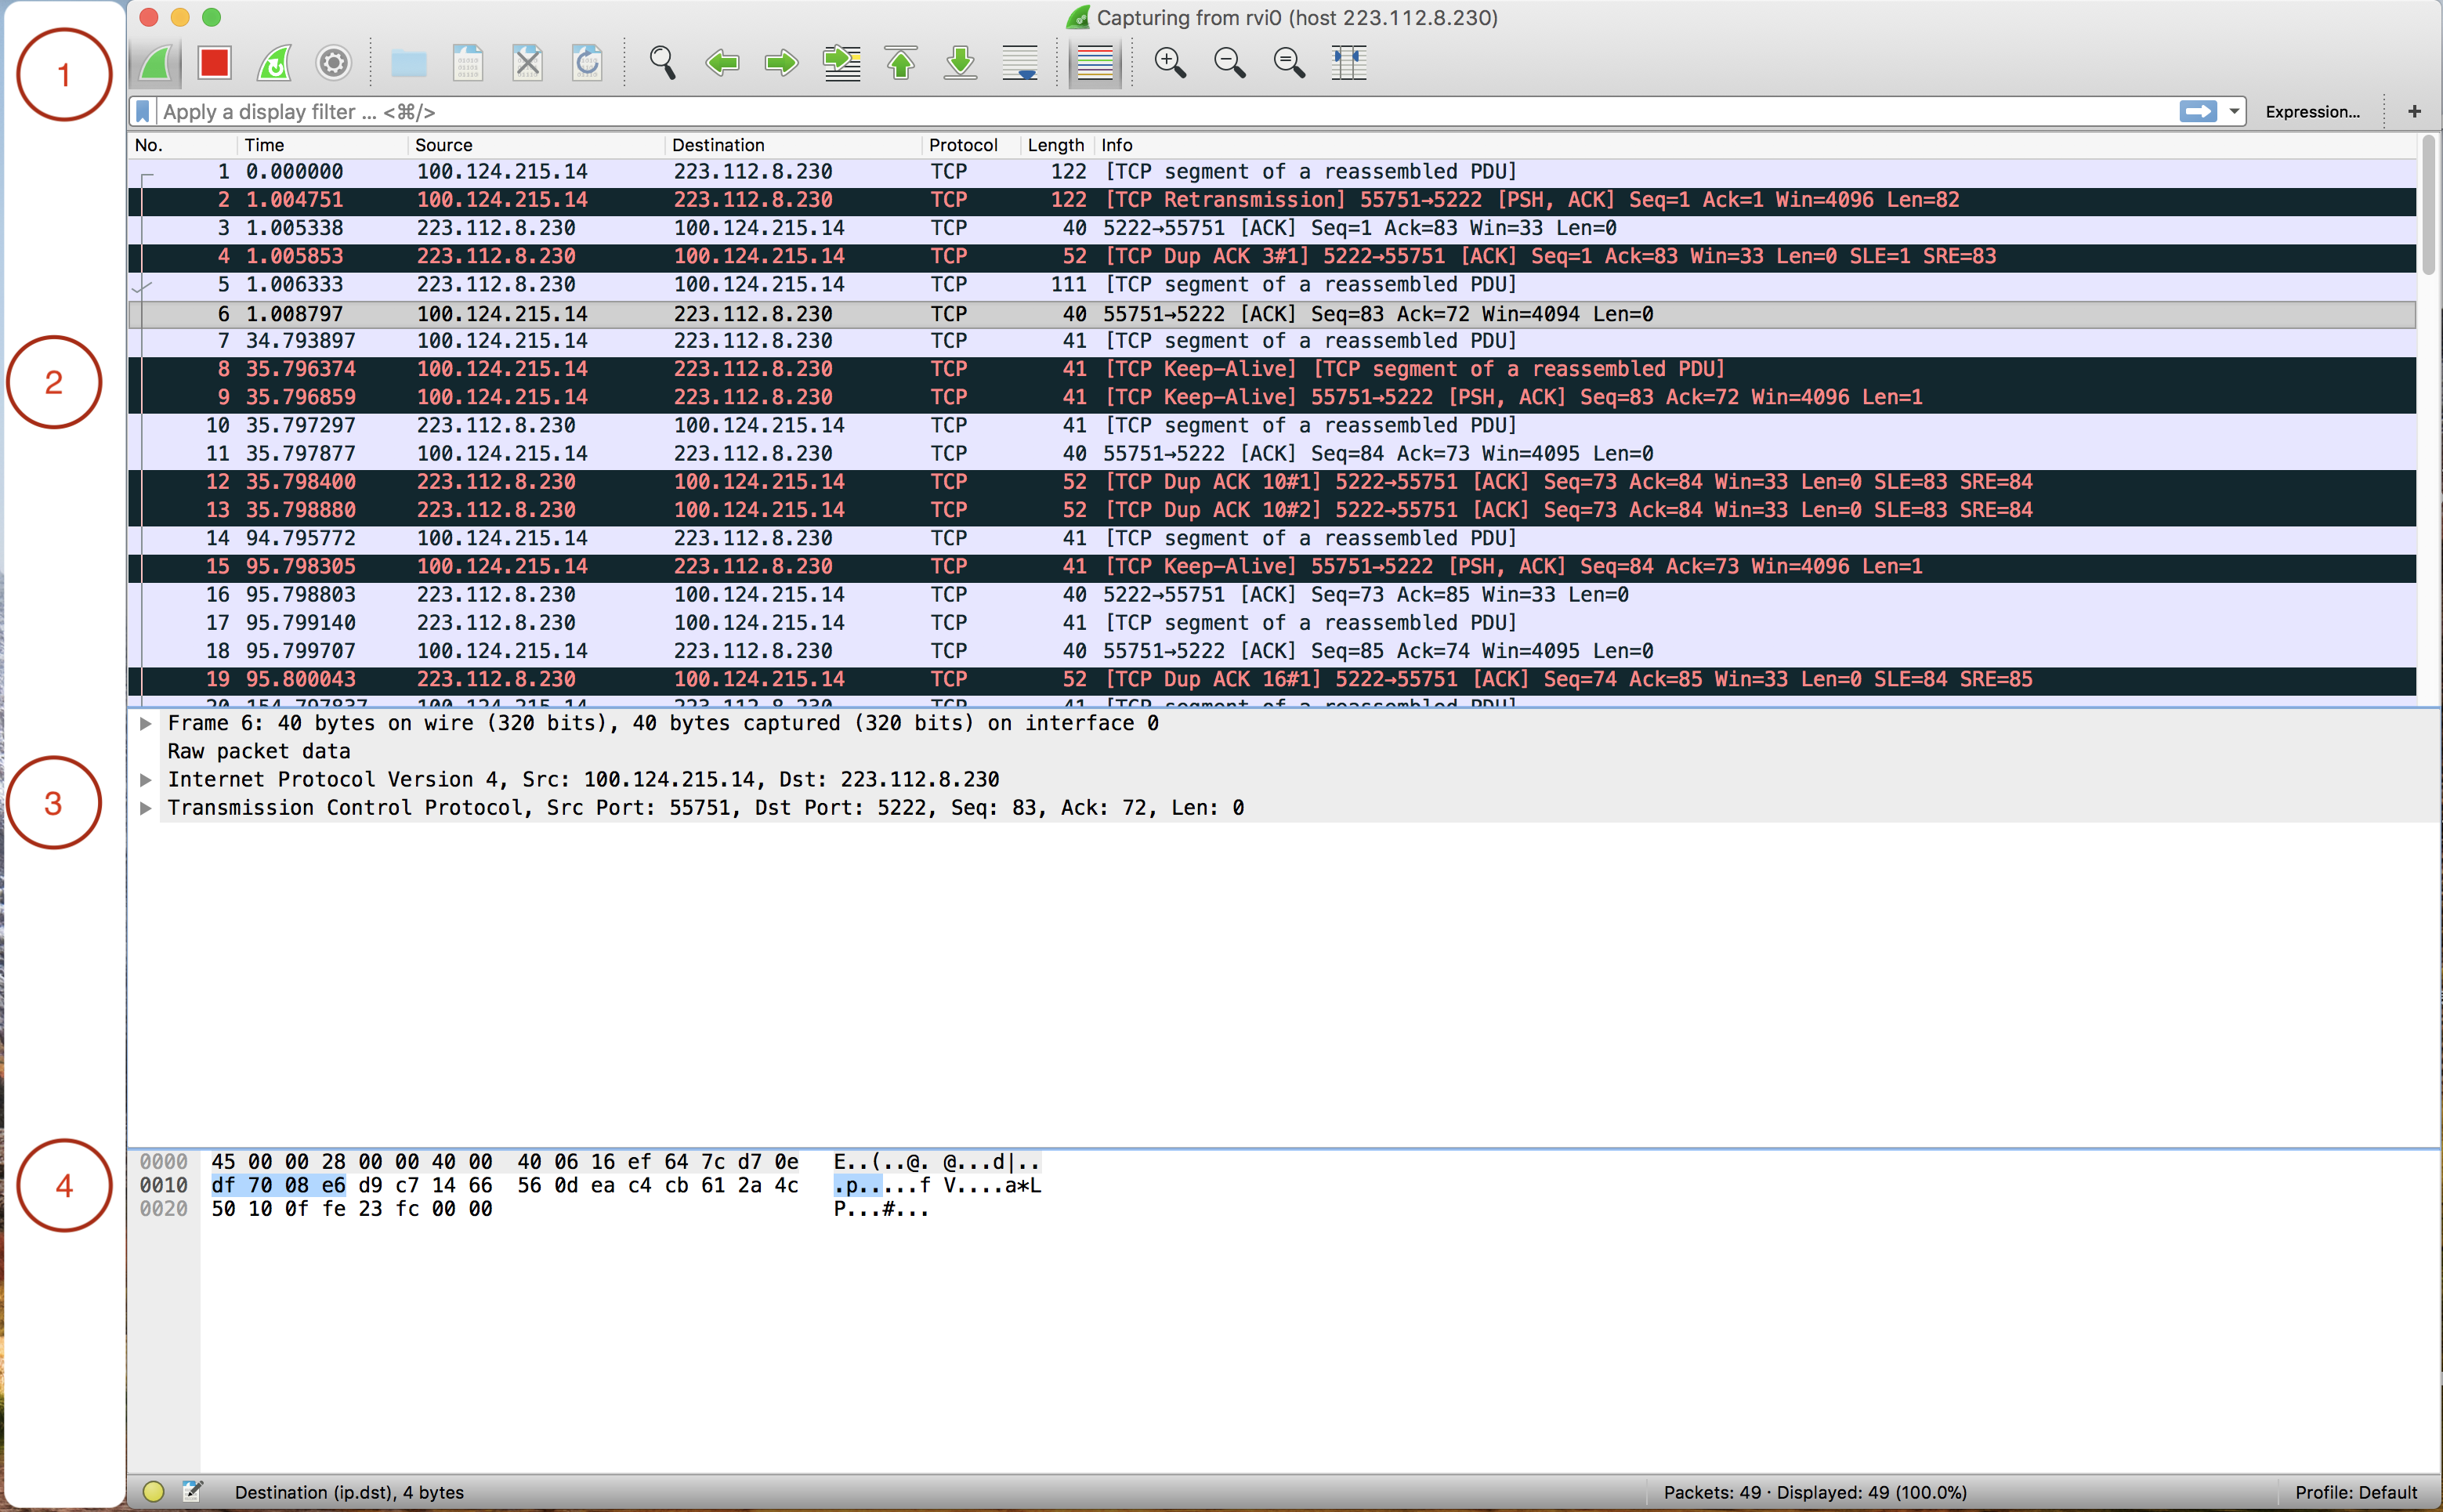 Capturing from rvi0 (host 223.112.8.230)
1
Apply a display filter ... <⌘/>
Expression...
+
No. Time Source Destination Protocol Length Info
1 0.000000 100.124.215.14 223.112.8.230 TCP 122 [TCP segment of a reassembled PDU]
2 1.004751 100.124.215.14 223.112.8.230 TCP 122 [TCP Retransmission] 55751→5222 [PSH, ACK] Seq=1 Ack=1 Win=4096 Len=82
3 1.005338 223.112.8.230 100.124.215.14 TCP 40 5222→55751 [ACK] Seq=1 Ack=83 Win=33 Len=0
4 1.005853 223.112.8.230 100.124.215.14 TCP 52 [TCP Dup ACK 3#1] 5222→55751 [ACK] Seq=1 Ack=83 Win=33 Len=0 SLE=1 SRE=83
5 1.006333 223.112.8.230 100.124.215.14 TCP 111 [TCP segment of a reassembled PDU]
6 1.008797 100.124.215.14 223.112.8.230 TCP 40 55751→5222 [ACK] Seq=83 Ack=72 Win=4094 Len=0
7 34.793897 100.124.215.14 223.112.8.230 TCP 41 [TCP segment of a reassembled PDU]
8 35.796374 100.124.215.14 223.112.8.230 TCP 41 [TCP Keep-Alive] [TCP segment of a reassembled PDU]
2
9 35.796859 100.124.215.14 223.112.8.230 TCP 41 [TCP Keep-Alive] 55751→5222 [PSH, ACK] Seq=83 Ack=72 Win=4096 Len=1
10 35.797297 223.112.8.230 100.124.215.14 TCP 41 [TCP segment of a reassembled PDU]
11 35.797877 100.124.215.14 223.112.8.230 TCP 40 55751→5222 [ACK] Seq=84 Ack=73 Win=4095 Len=0
12 35.798400 223.112.8.230 100.124.215.14 TCP 52 [TCP Dup ACK 10#1] 5222→55751 [ACK] Seq=73 Ack=84 Win=33 Len=0 SLE=83 SRE=84
13 35.798880 223.112.8.230 100.124.215.14 TCP 52 [TCP Dup ACK 10#2] 5222→55751 [ACK] Seq=73 Ack=84 Win=33 Len=0 SLE=83 SRE=84
14 94.795772 100.124.215.14 223.112.8.230 TCP 41 [TCP segment of a reassembled PDU]
15 95.798305 100.124.215.14 223.112.8.230 TCP 41 [TCP Keep-Alive] 55751→5222 [PSH, ACK] Seq=84 Ack=73 Win=4096 Len=1
16 95.798803 223.112.8.230 100.124.215.14 TCP 40 5222→55751 [ACK] Seq=73 Ack=85 Win=33 Len=0
17 95.799140 223.112.8.230 100.124.215.14 TCP 41 [TCP segment of a reassembled PDU]
18 95.799707 100.124.215.14 223.112.8.230 TCP 40 55751→5222 [ACK] Seq=85 Ack=74 Win=4095 Len=0
19 95.800043 223.112.8.230 100.124.215.14 TCP 52 [TCP Dup ACK 16#1] 5222→55751 [ACK] Seq=74 Ack=85 Win=33 Len=0 SLE=84 SRE=85
20 154.797837 100.124.215.14 223.112.8.230 TCP 41 [TCP segment of a reassembled PDU]
Frame 6: 40 bytes on wire (320 bits), 40 bytes captured (320 bits) on interface 0
Raw packet data
Internet Protocol Version 4, Src: 100.124.215.14, Dst: 223.112.8.230
3
Transmission Control Protocol, Src Port: 55751, Dst Port: 5222, Seq: 83, Ack: 72, Len: 0
0000 45 00 00 28 00 00 40 00 40 06 16 ef 64 7c d7 0e E..(..@. @...d|..
4
0010 df 70 08 e6 d9 c7 14 66 56 0d ea c4 cb 61 2a 4c .p.....f V....a*L
0020 50 10 0f fe 23 fc 00 00 P...#...
Destination (ip.dst), 4 bytes
Packets: 49 · Displayed: 49 (100.0%)
Profile: Default